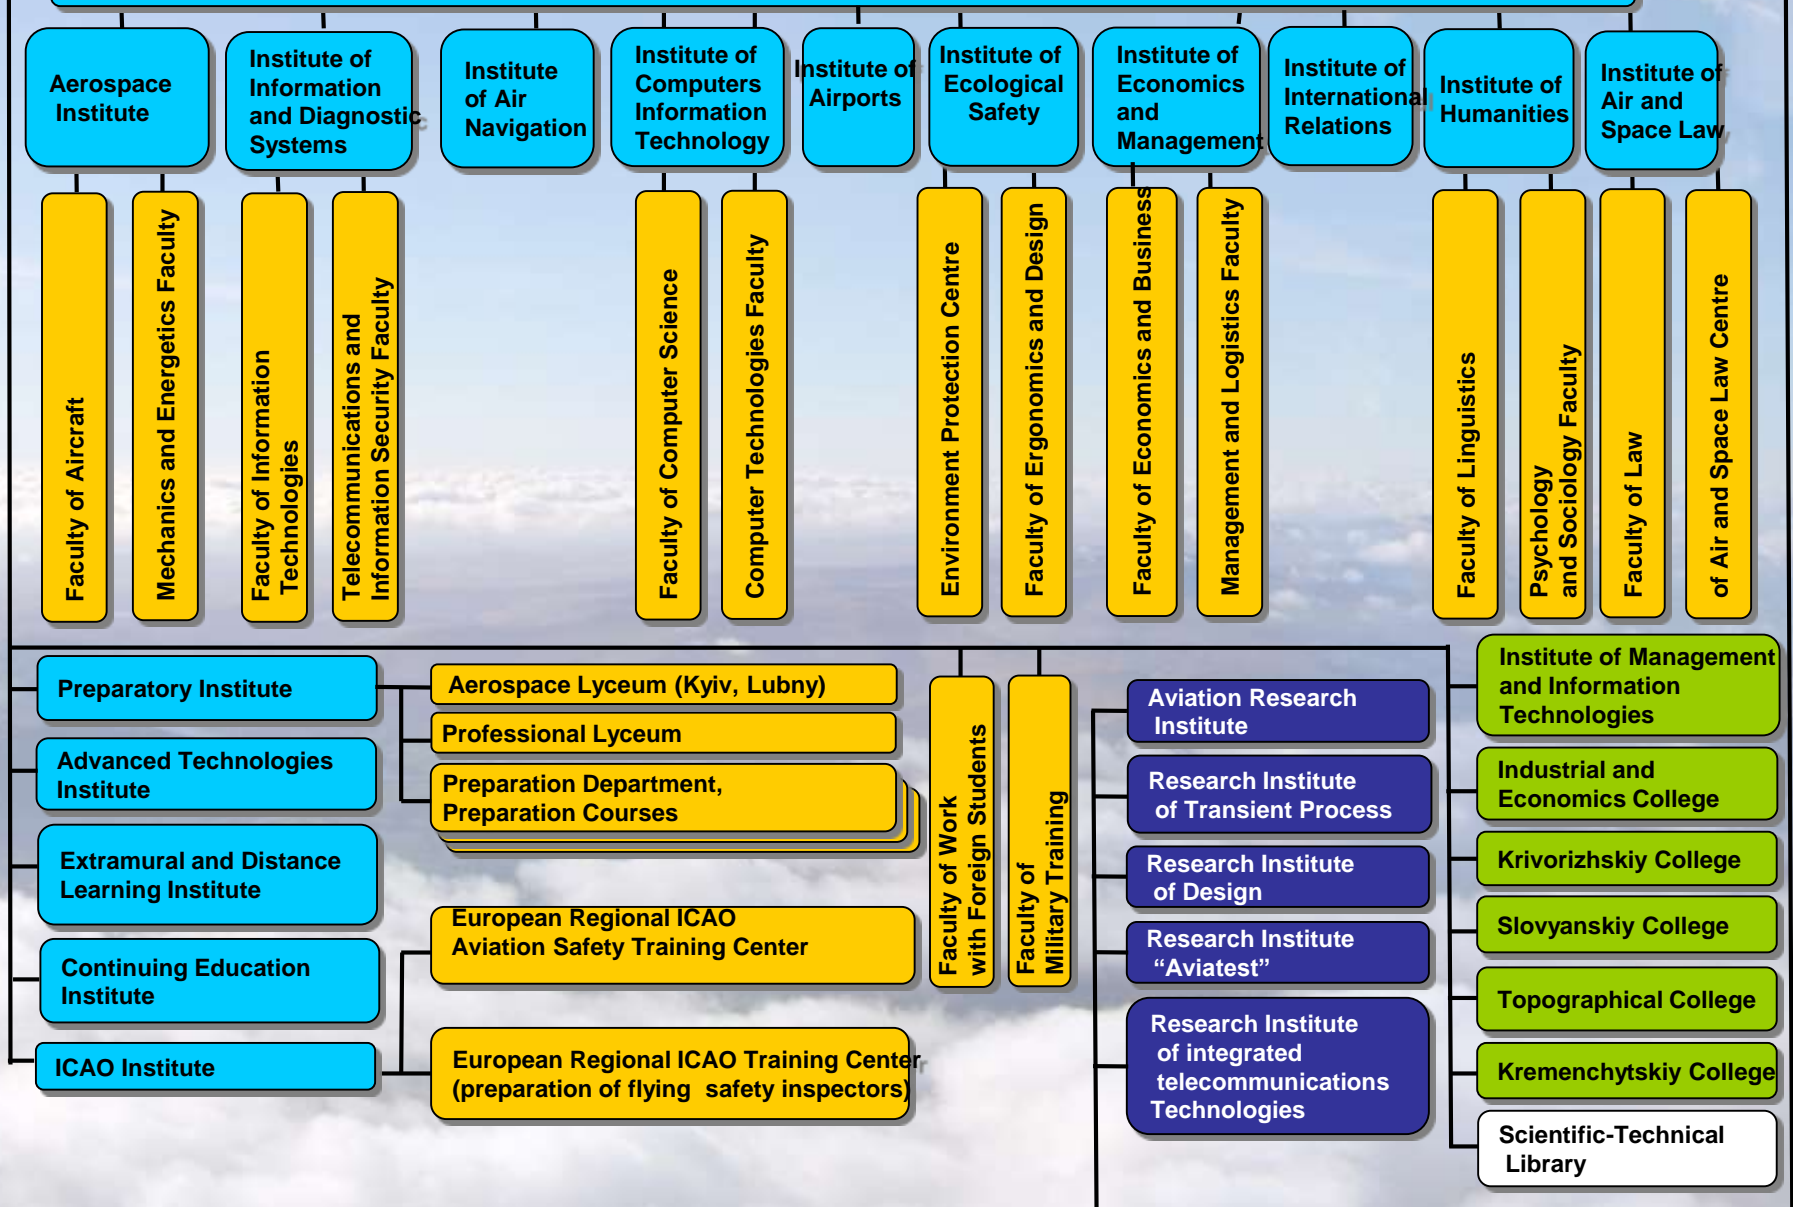 Aerospace
Institute
Institute of
Information
and Diagnostic
Systems
Institute
of Air
Navigation
Institute of
Computers
Information
Technology
Institute of
Airports
Institute of
Ecological
Safety
Institute of
Economics
and
Management
Institute of
International
Relations
Institute of
Humanities
Institute of
Air and
Space Law
Faculty of Aircraft
Mechanics and Energetics Faculty
Faculty of Information
Technologies
Telecommunications and
Information Security Faculty
Faculty of Computer Science
Computer Technologies Faculty
Environment Protection Centre
Faculty of Ergonomics and Design
Faculty of Economics and Business
Management and Logistics Faculty
Faculty of Linguistics
Psychology
and Sociology Faculty
Faculty of Law
of Air and Space Law Centre
Preparatory Institute
Advanced Technologies
Institute
Extramural and Distance
Learning Institute
Continuing Education
Institute
ICAO Institute
Aerospace Lyceum (Kyiv, Lubny)
Professional Lyceum
Preparation Department,
Preparation Courses
European Regional ICAO
Aviation Safety Training Center
European Regional ICAO Training Center
(preparation of flying safety inspectors)
Faculty of Work
with Foreign Students
Faculty of
Military Training
Aviation Research
Institute
Research Institute
of Transient Process
Research Institute
of Design
Research Institute
“Aviatest”
Research Institute
of integrated
telecommunications
Technologies
Institute of Management
and Information
Technologies
Industrial and
Economics College
Krivorizhskiy College
Slovyanskiy College
Topographical College
Kremenchytskiy College
Scientific-Technical
Library